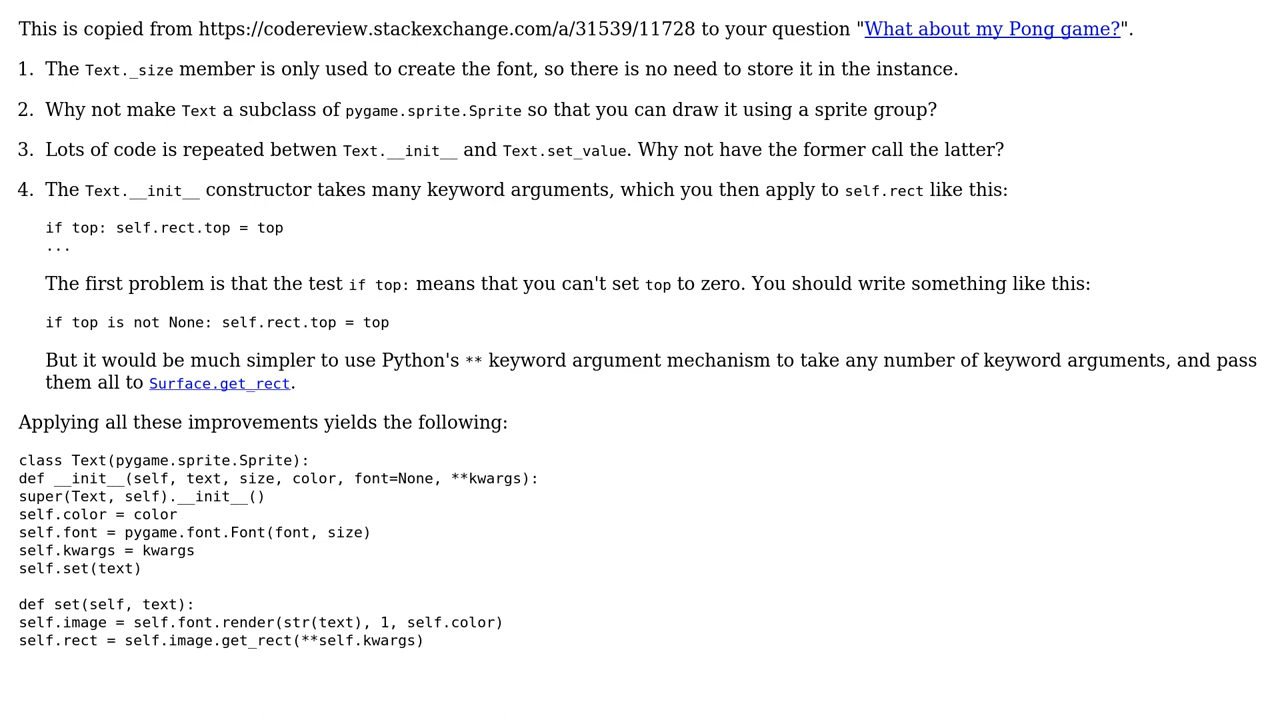 This is copied from https://codereview.stackexchange.com/a/31539/11728 to your question "What about my Pong game?".
1. The Text._size member is only used to create the font, so there is no need to store it in the instance.
2. Why not make Text a subclass of pygame.sprite.Sprite so that you can draw it using a sprite group?
3. Lots of code is repeated betwen Text.__init__ and Text.set_value. Why not have the former call the latter?
4. The Text.__init__ constructor takes many keyword arguments, which you then apply to self.rect like this:
if top: self.rect.top = top
...
The first problem is that the test if top: means that you can't set top to zero. You should write something like this:
if top is not None: self.rect.top = top
But it would be much simpler to use Python's ** keyword argument mechanism to take any number of keyword arguments, and pass
them all to Surface.get_rect.
Applying all these improvements yields the following:
class Text(pygame.sprite.Sprite):
def __init__(self, text, size, color, font=None, **kwargs):
super(Text, self).__init__()
self.color = color
self.font = pygame.font.Font(font, size)
self.kwargs = kwargs
self.set(text)
def set(self, text):
self.image = self.font.render(str(text), 1, self.color)
self.rect = self.image.get_rect(**self.kwargs)